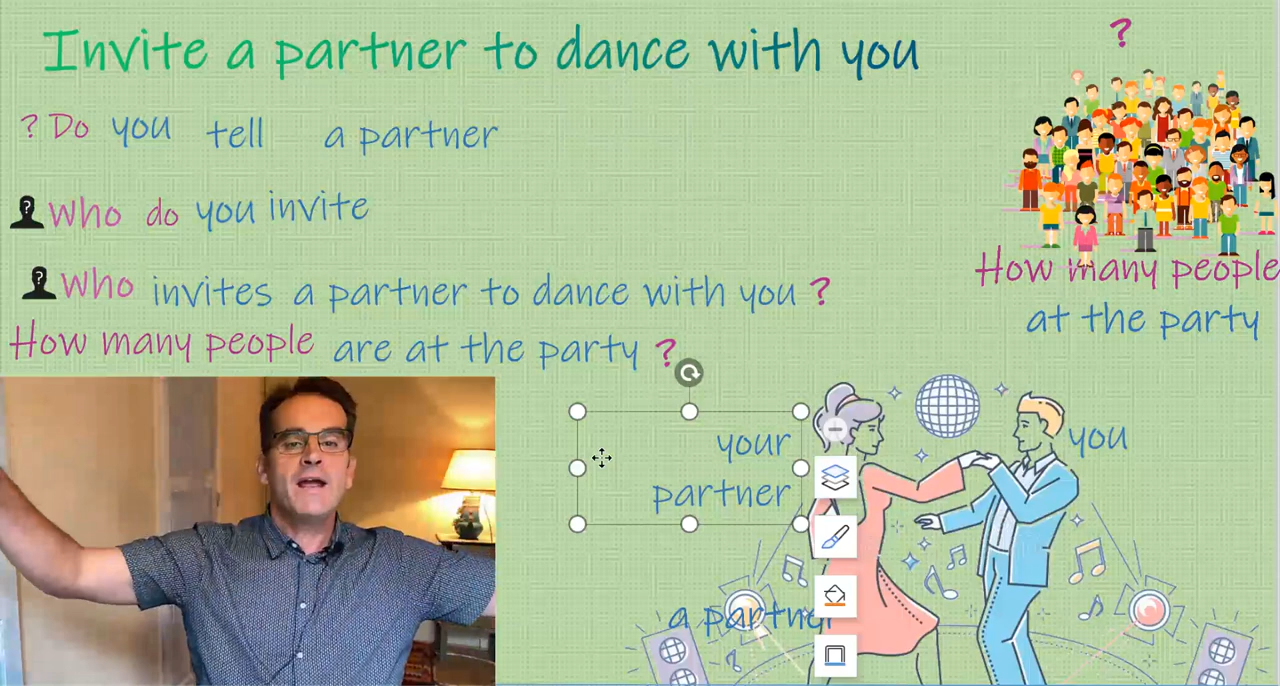 Invite a partner to dance with you
?
? Do you tell a partner
? Who do you invite
? Who invites a partner to dance with you ?
How many people
at the party
How many people are at the party ?
your
partner
you
a partner